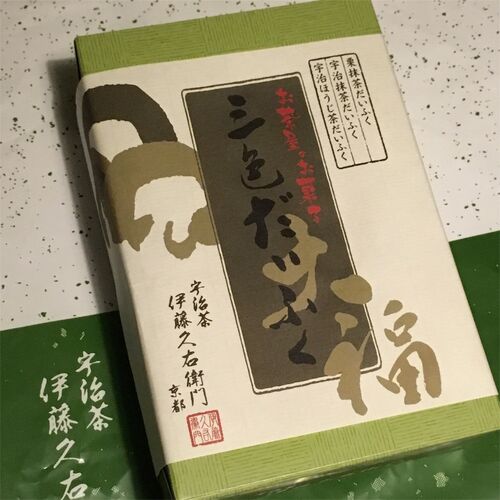 栗抹茶だいふく
宇治抹茶だいふく
宇治ほうじ茶だいふく
お茶屋のお菓子
三色だいふく
福
宇治茶
伊藤久右衛門
京都
宇治茶
伊藤久右